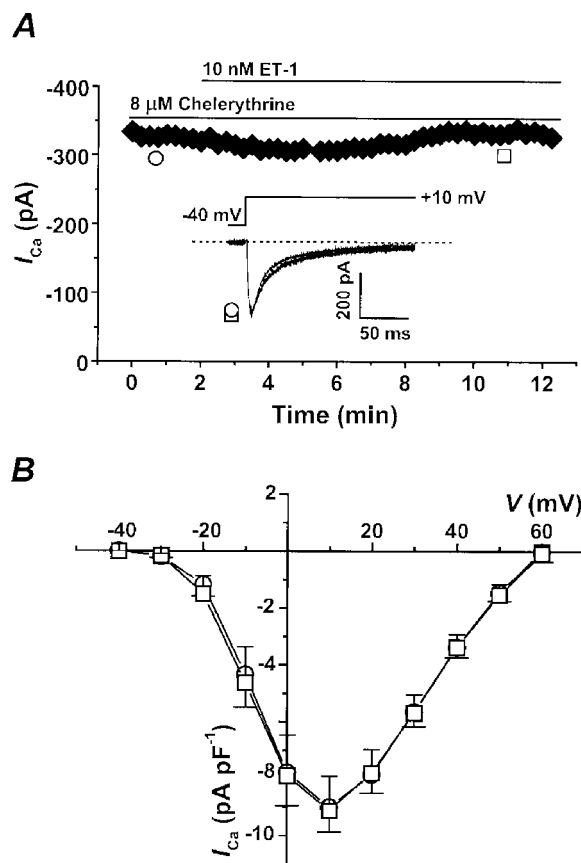 A
10 nM ET-1
8 μM Chelerythrine
-400
-300
-200
-100
0
I_Ca (pA)
-40 mV
+10 mV
200 pA
50 ms
0 2 4 6 8 10 12
Time (min)
B
2
V (mV)
-40 -20 20 40 60
-2
-4
-6
-8
-10
I_Ca (pA pF⁻¹)